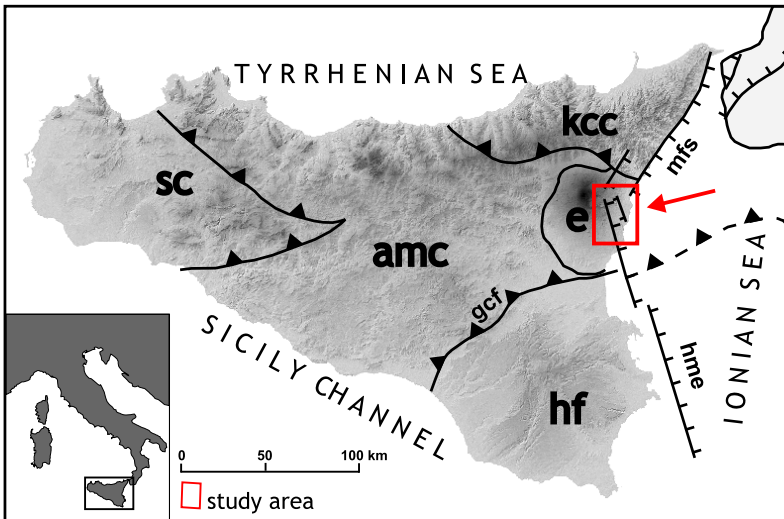 TYRRHENIAN SEA
kcc
mfs
sc
e
amc
gcf
SICILY CHANNEL
hf
hme
IONIAN SEA
0 50 100 km
study area